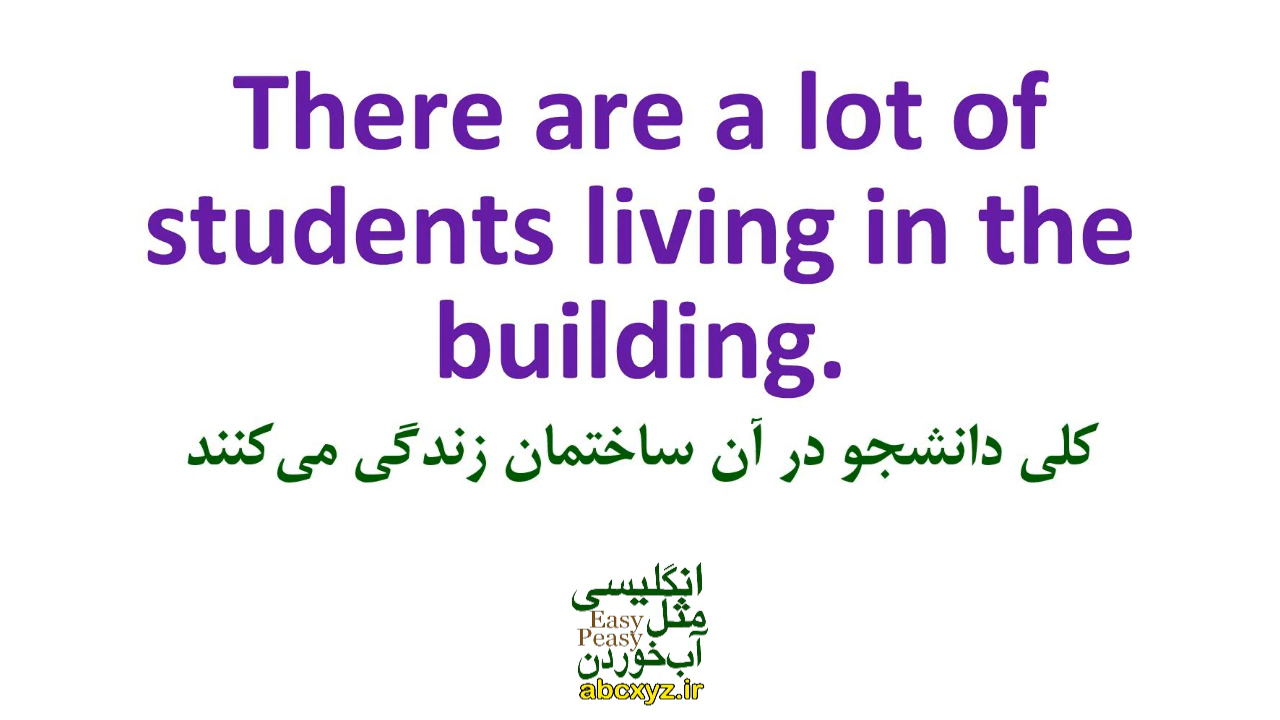 There are a lot of
students living in the
building.
کلی دانشجو در آن ساختمان زندگی می‌کنند
انگلیسی
مثل Easy
Peasy
آب‌خوردن
abcxyz.ir